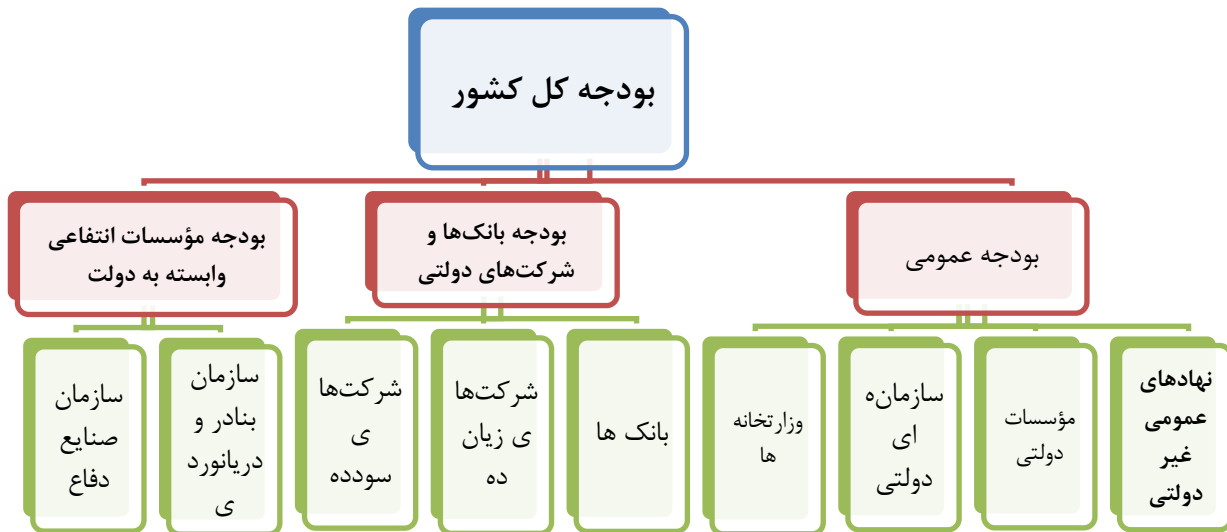 بودجه کل کشور
بودجه عمومی
بودجه بانک‌ها و
شرکت‌های دولتی
بودجه مؤسسات انتفاعی
وابسته به دولت
نهادهای
عمومی
غیر
دولتی
مؤسسات
دولتی
سازمانه
ای
دولتی
وزارتخانه
ها
بانک ها
شرکت‌ها
ی زیان
ده
شرکت‌ها
ی
سودده
سازمان
بنادر و
دریانورد
ی
سازمان
صنایع
دفاع